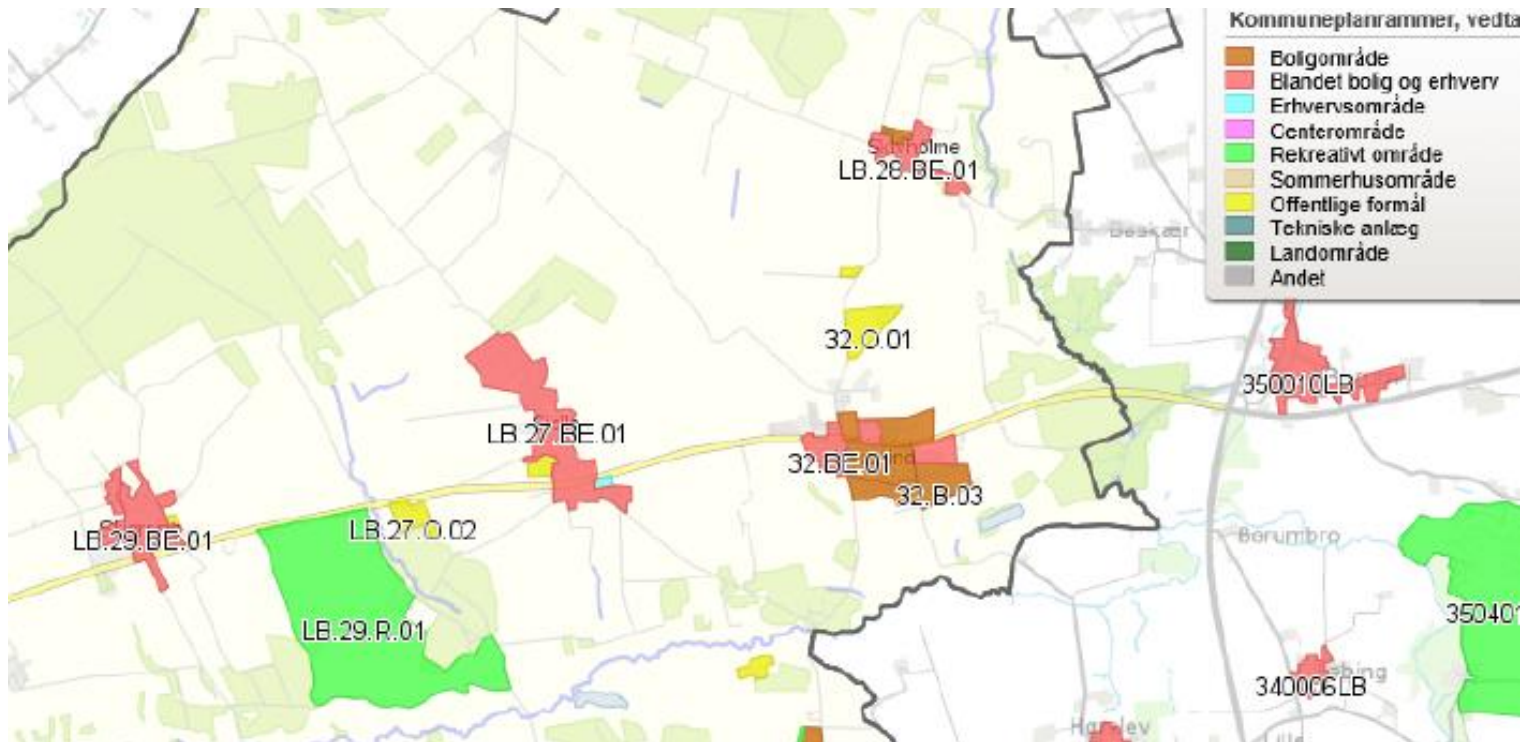 Kommuneplanrammer, vedta
Boligområde
Blandet bolig og erhverv
Erhvervsområde
Centerområde
Rekreativt område
Sommerhusområde
Offentlige formål
Tekniske anlæg
Landområde
Andet
LB.28.BE.01
32.O.01
350010LB
LB.27.BE.01
32.BE.01
32.B.03
LB.29.BE.01
LB.27.O.02
Borumbro
LB.29.R.01
350401
340006LB